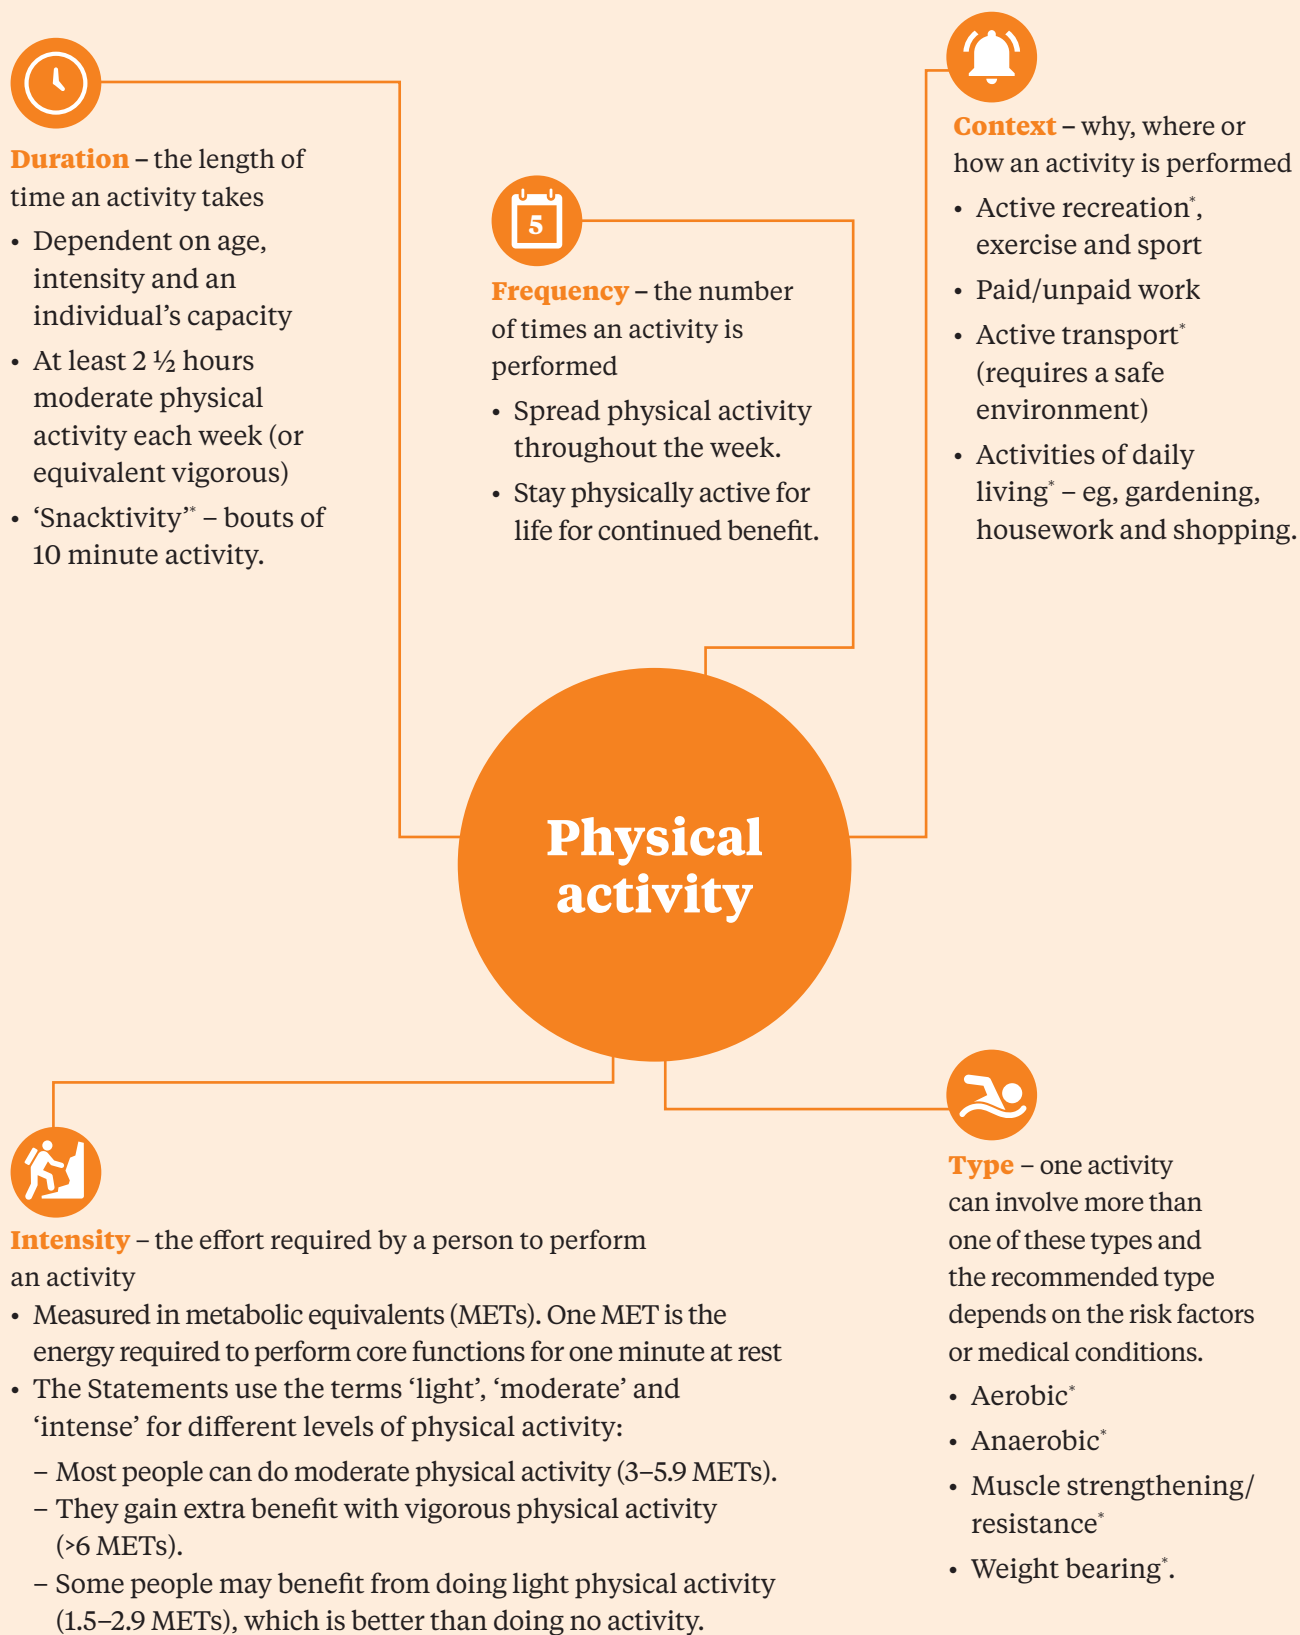 Duration – the length of
time an activity takes
• Dependent on age,
intensity and an
individual’s capacity
• At least 2 ½ hours
moderate physical
activity each week (or
equivalent vigorous)
• ‘Snacktivity’* – bouts of
10 minute activity.
5
Frequency – the number
of times an activity is
performed
• Spread physical activity
throughout the week.
• Stay physically active for
life for continued benefit.
Context – why, where or
how an activity is performed
• Active recreation*,
exercise and sport
• Paid/unpaid work
• Active transport*
(requires a safe
environment)
• Activities of daily
living* – eg, gardening,
housework and shopping.
Physical
activity
Intensity – the effort required by a person to perform
an activity
• Measured in metabolic equivalents (METs). One MET is the
energy required to perform core functions for one minute at rest
• The Statements use the terms ‘light’, ‘moderate’ and
‘intense’ for different levels of physical activity:
– Most people can do moderate physical activity (3–5.9 METs).
– They gain extra benefit with vigorous physical activity
(>6 METs).
– Some people may benefit from doing light physical activity
(1.5–2.9 METs), which is better than doing no activity.
Type – one activity
can involve more than
one of these types and
the recommended type
depends on the risk factors
or medical conditions.
• Aerobic*
• Anaerobic*
• Muscle strengthening/
resistance*
• Weight bearing*.